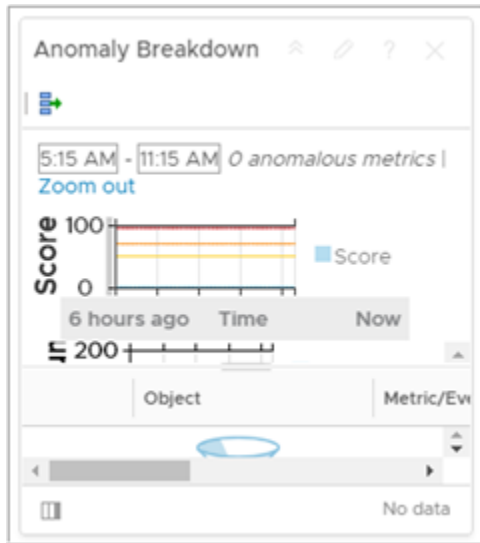 Anomaly Breakdown ?
5:15 AM - 11:15 AM 0 anomalous metrics |
Zoom out
Score
100
0
Score
6 hours ago Time Now
200
Object Metric/Eve
No data